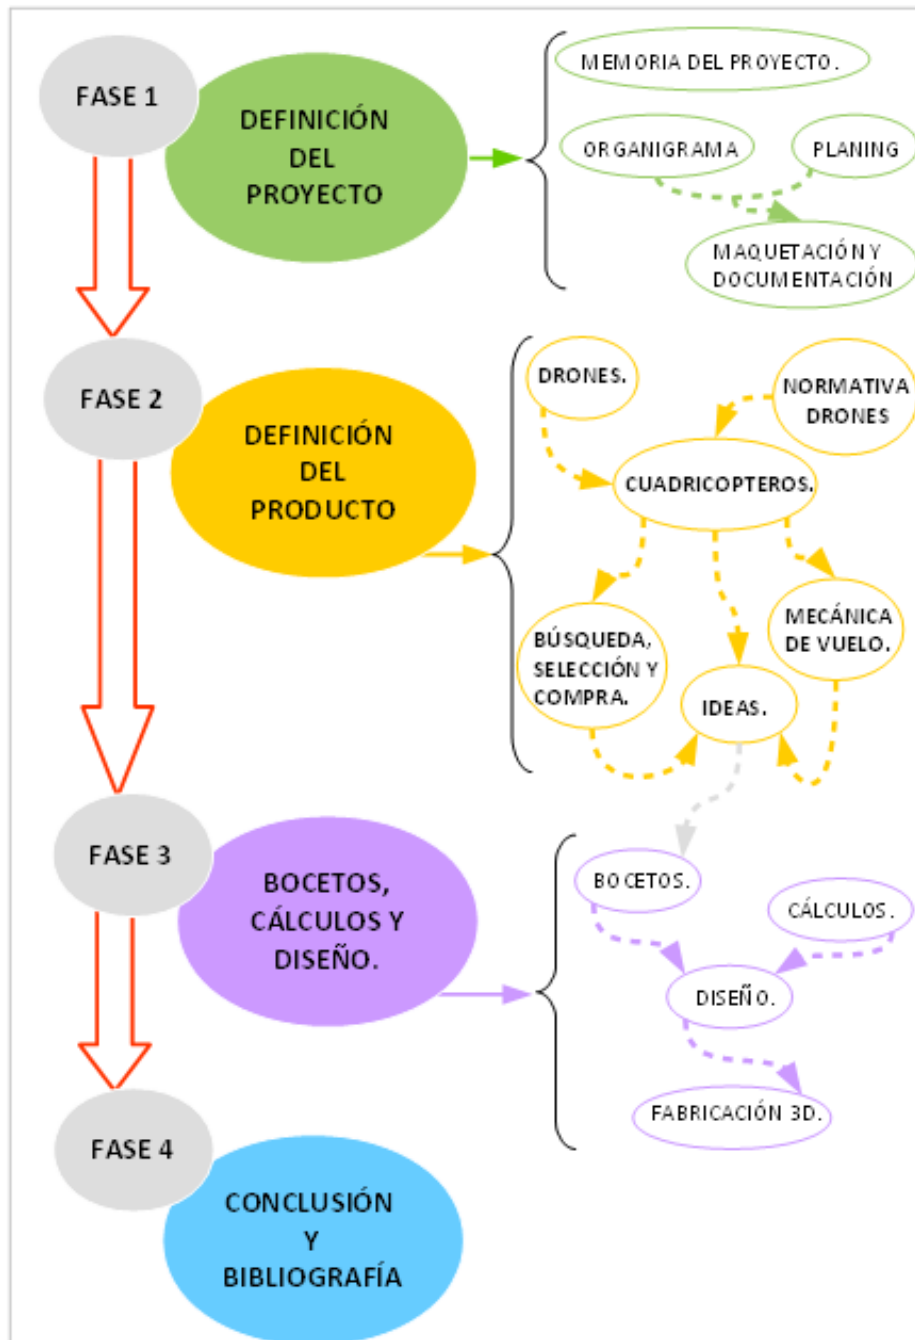 FASE 1
DEFINICIÓN
DEL
PROYECTO
MEMORIA DEL PROYECTO.
ORGANIGRAMA
PLANING
MAQUETACIÓN Y
DOCUMENTACIÓN
FASE 2
DEFINICIÓN
DEL
PRODUCTO
DRONES.
NORMATIVA
DRONES
CUADRICOPTEROS.
BÚSQUEDA,
SELECCIÓN Y
COMPRA.
MECÁNICA
DE VUELO.
IDEAS.
FASE 3
BOCETOS,
CÁLCULOS Y
DISEÑO.
BOCETOS.
CÁLCULOS.
DISEÑO.
FABRICACIÓN 3D.
FASE 4
CONCLUSIÓN
Y
BIBLIOGRAFÍA